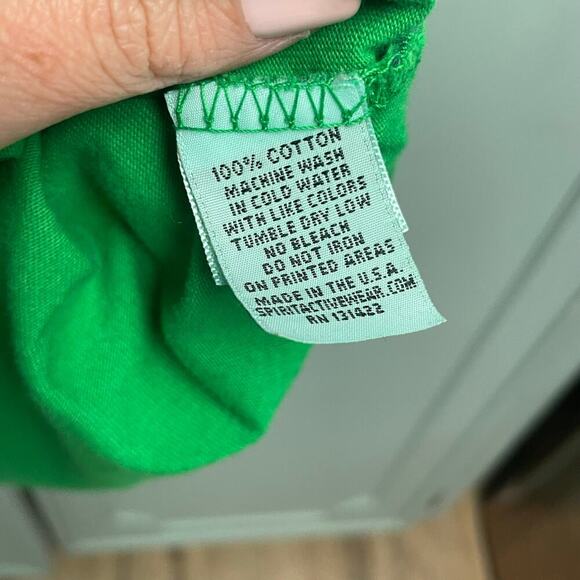 100% COTTON
MACHINE WASH
IN COLD WATER
WITH LIKE COLORS
TUMBLE DRY LOW
NO BLEACH
DO NOT IRON
ON PRINTED AREAS
MADE IN THE U.S.A.
SPIRITACTIVEWEAR.COM
RN 131422